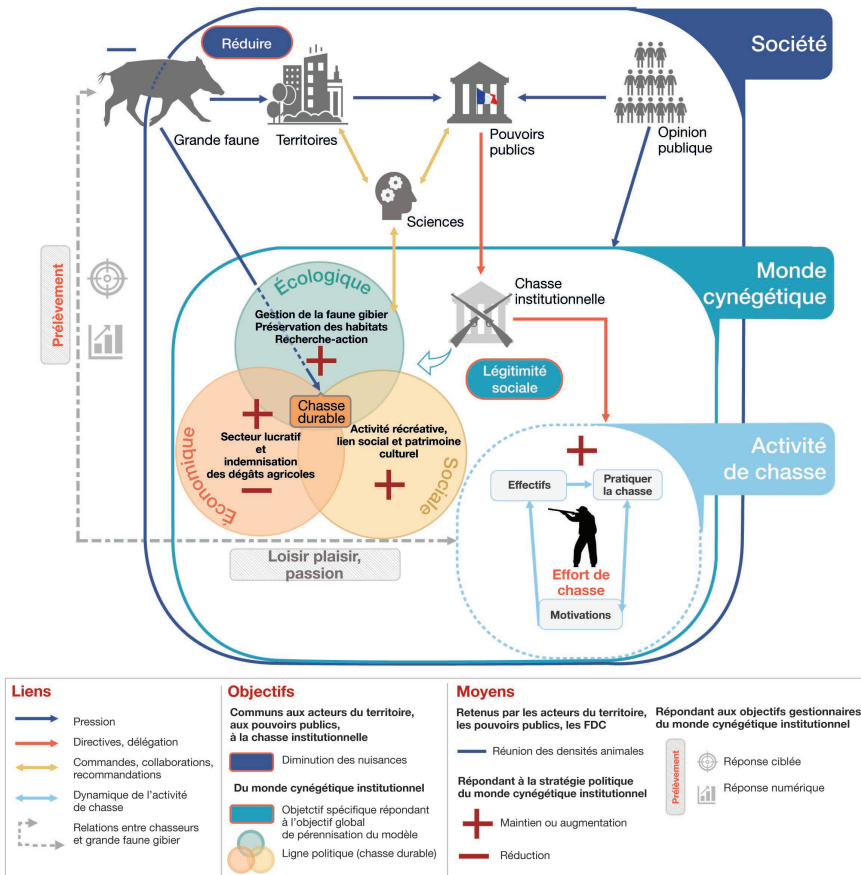 Société
Réduire
Grande faune
Territoires
Pouvoirs
publics
Opinion
publique
Sciences
Prélèvement
Monde
cynégétique
Écologique
Gestion de la faune gibier
Préservation des habitats
Recherche-action
Chasse
institutionnelle
Légitimité
sociale
Chasse
durable
Économique
Secteur lucratif
et
indemnisation
des dégâts agricoles
Activité récréative,
lien social et patrimoine
culturel
Sociale
Activité
de chasse
Effectifs
Pratiquer
la chasse
Effort de
chasse
Motivations
Loisir plaisir,
passion
Liens
Pression
Directives, délégation
Commandes, collaborations,
recommandations
Dynamique de l'activité
de chasse
Relations entre chasseurs
et grande faune gibier
Objectifs
Communs aux acteurs du territoire,
aux pouvoirs publics,
à la chasse institutionnelle
Diminution des nuisances
Du monde cynégétique institutionnel
Objetctif spécifique répondant
à l'objectif global
de pérennisation du modèle
Ligne politique (chasse durable)
Moyens
Retenus par les acteurs du territoire,
les pouvoirs publics, les FDC
Réunion des densités animales
Répondant à la stratégie politique
du monde cynégétique institutionnel
Maintien ou augmentation
Réduction
Répondant aux objectifs gestionnaires
du monde cynégétique institutionnel
Prélèvement
Réponse ciblée
Réponse numérique